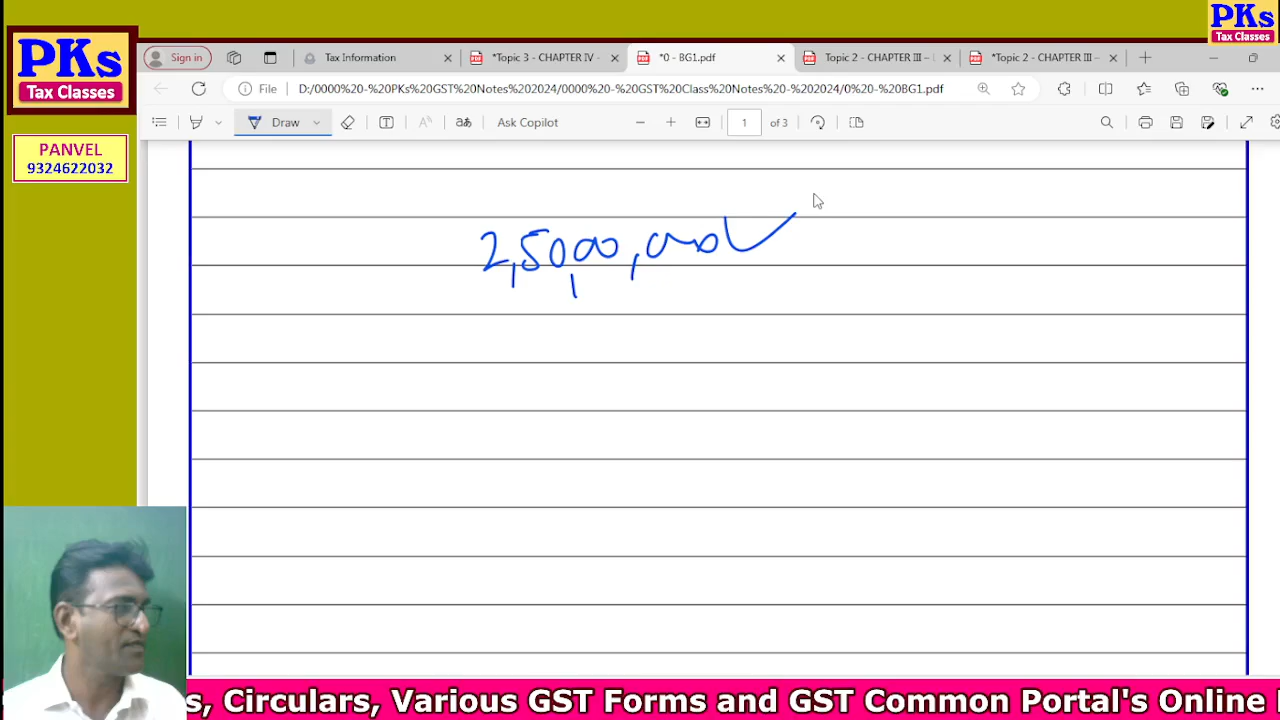 PKs
Tax Classes
PKs
Tax Classes
PANVEL
9324622032
Sign in
Tax Information
*Topic 3 - CHAPTER IV -
*0 - BG1.pdf
Topic 2 - CHAPTER III – I
*Topic 2 - CHAPTER III –
File
D:/0000%20-%20PKs%20GST%20Notes%202024/0000%20-%20GST%20Class%20Notes%20-%202024/0%20-%20BG1.pdf
Draw
Ask Copilot
1
of 3
2,50,00,000
s, Circulars, Various GST Forms and GST Common Portal's Online